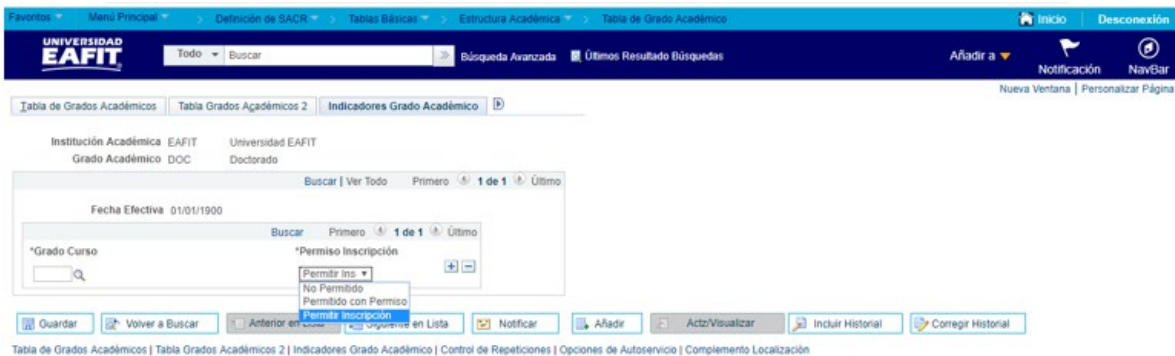 Favoritos Menú Principal > Definición de SACR > Tablas Básicas > Estructura Académica > Tabla de Grado Académico Inicio Desconexión
UNIVERSIDAD
EAFIT
Todo Buscar » Búsqueda Avanzada Últimos Resultado Búsquedas Añadir a Notificación NavBar
Nueva Ventana | Personalizar Página
Tabla de Grados Académicos Tabla Grados Académicos 2 Indicadores Grado Académico
Institución Académica EAFIT Universidad EAFIT
Grado Académico DOC Doctorado
Buscar | Ver Todo Primero 1 de 1 Último
Fecha Efectiva 01/01/1900
Buscar Primero 1 de 1 Último
*Grado Curso *Permiso Inscripción
Permitir Ins
No Permitido
Permitido con Permiso
Permitir Inscripción
Guardar Volver a Buscar Anterior en Lista Siguiente en Lista Notificar Añadir Actz/Visualizar Incluir Historial Corregir Historial
Tabla de Grados Académicos | Tabla Grados Académicos 2 | Indicadores Grado Académico | Control de Repeticiones | Opciones de Autoservicio | Complemento Localización